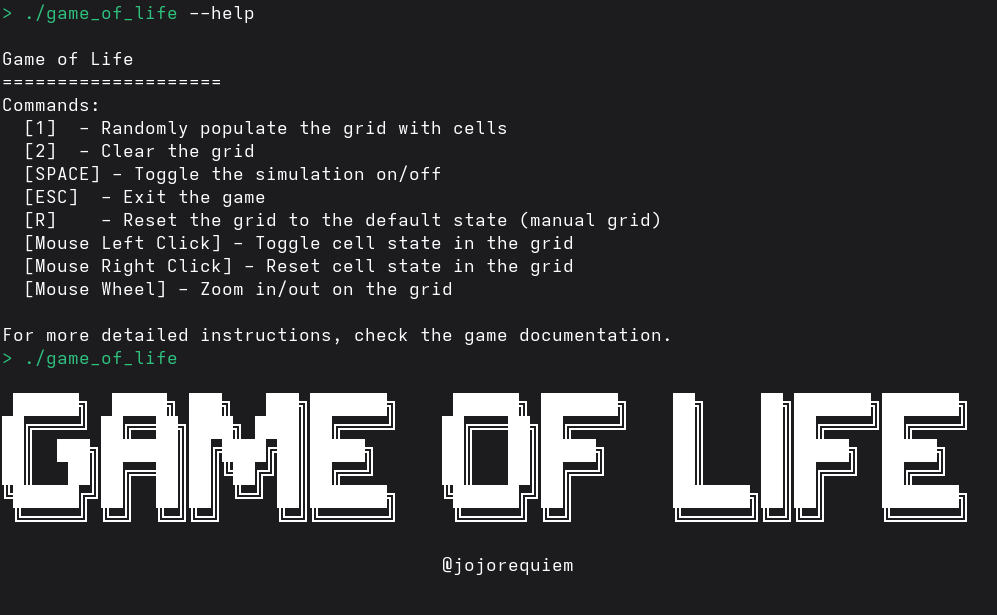 > ./game_of_life --help
Game of Life
====================
Commands:
[1]  - Randomly populate the grid with cells
[2]  - Clear the grid
[SPACE] - Toggle the simulation on/off
[ESC]  - Exit the game
[R]    - Reset the grid to the default state (manual grid)
[Mouse Left Click] - Toggle cell state in the grid
[Mouse Right Click] - Reset cell state in the grid
[Mouse Wheel] - Zoom in/out on the grid
For more detailed instructions, check the game documentation.
> ./game_of_life
GAME OF LIFE
@jojorequiem